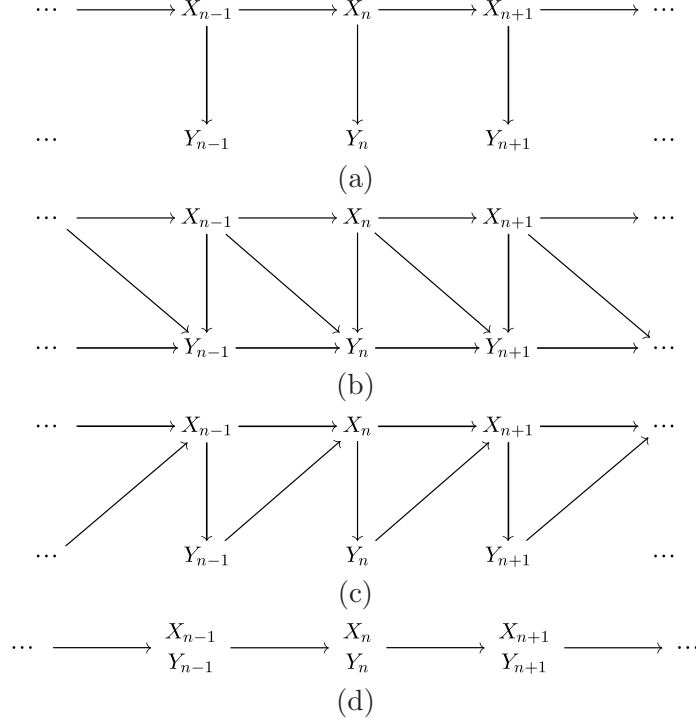 ... X_{n-1} X_n X_{n+1} ...
... Y_{n-1} Y_n Y_{n+1} ...
(a)
... X_{n-1} X_n X_{n+1} ...
... Y_{n-1} Y_n Y_{n+1} ...
(b)
... X_{n-1} X_n X_{n+1} ...
... Y_{n-1} Y_n Y_{n+1} ...
(c)
X_{n-1} X_n X_{n+1}
... ...
Y_{n-1} Y_n Y_{n+1}
(d)